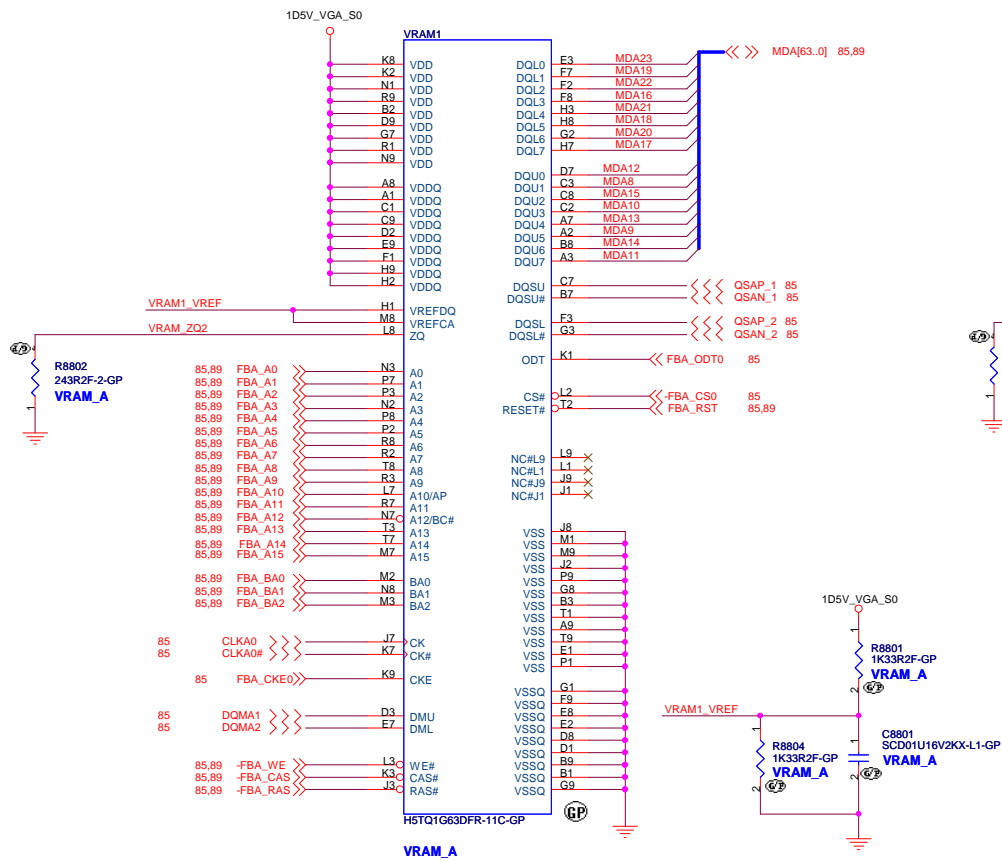 1D5V_VGA_S0
VRAM1
K8 VDD
K2 VDD
N1 VDD
R9 VDD
B2 VDD
D9 VDD
G7 VDD
R1 VDD
N9 VDD
A8 VDDQ
A1 VDDQ
C1 VDDQ
C9 VDDQ
D2 VDDQ
E9 VDDQ
F1 VDDQ
H9 VDDQ
H2 VDDQ
VRAM1_VREF H1 VREFDQ
M8 VREFCA
VRAM_ZQ2 L8 ZQ
2
R8802
243R2F-2-GP
VRAM_A
1
85,89 FBA_A0 N3 A0
85,89 FBA_A1 P7 A1
85,89 FBA_A2 P3 A2
85,89 FBA_A3 N2 A3
85,89 FBA_A4 P8 A4
85,89 FBA_A5 P2 A5
85,89 FBA_A6 R8 A6
85,89 FBA_A7 R2 A7
85,89 FBA_A8 T8 A8
85,89 FBA_A9 R3 A9
85,89 FBA_A10 L7 A10/AP
85,89 FBA_A11 R7 A11
85,89 FBA_A12 N7 A12/BC#
85,89 FBA_A13 T3 A13
85,89 FBA_A14 T7 A14
85,89 FBA_A15 M7 A15
85,89 FBA_BA0 M2 BA0
85,89 FBA_BA1 N8 BA1
85,89 FBA_BA2 M3 BA2
85 CLKA0 J7 CK
85 CLKA0# K7 CK#
85 FBA_CKE0 K9 CKE
85 DQMA1 D3 DMU
85 DQMA2 E7 DML
85,89 -FBA_WE L3 WE#
85,89 -FBA_CAS K3 CAS#
85,89 -FBA_RAS J3 RAS#
DQL0 E3 MDA23
DQL1 F7 MDA19
DQL2 F2 MDA22
DQL3 F8 MDA16
DQL4 H3 MDA21
DQL5 H8 MDA18
DQL6 G2 MDA20
DQL7 H7 MDA17
MDA[63..0] 85,89
DQU0 D7 MDA12
DQU1 C3 MDA8
DQU2 C8 MDA15
DQU3 C2 MDA10
DQU4 A7 MDA13
DQU5 A2 MDA9
DQU6 B8 MDA14
DQU7 A3 MDA11
DQSU C7 QSAP_1 85
DQSU# B7 QSAN_1 85
DQSL F3 QSAP_2 85
DQSL# G3 QSAN_2 85
ODT K1 FBA_ODT0 85
CS# L2 -FBA_CS0 85
RESET# T2 FBA_RST 85,89
NC#L9 L9
NC#L1 L1
NC#J9 J9
NC#J1 J1
VSS J8
VSS M1
VSS M9
VSS J2
VSS P9
VSS G8
VSS B3
VSS T1
VSS A9
VSS T9
VSS E1
VSS P1
VSSQ G1
VSSQ F9
VSSQ E8
VSSQ E2
VSSQ D8
VSSQ D1
VSSQ B9
VSSQ B1
VSSQ G9
H5TQ1G63DFR-11C-GP
GP
VRAM_A
1
1D5V_VGA_S0
1
R8801
1K33R2F-GP
VRAM_A
2 G/P
VRAM1_VREF
1
R8804
1K33R2F-GP
VRAM_A
2 G/P
1
C8801
SCD01U16V2KX-L1-GP
VRAM_A
2 G/P